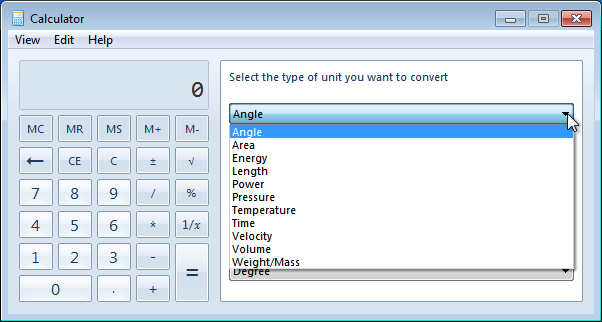 Calculator
View Edit Help
0
MC MR MS M+ M-
← CE C ± √
7 8 9 / %
4 5 6 * 1/x
1 2 3 - =
0 . +
Select the type of unit you want to convert
Angle
Angle
Area
Energy
Length
Power
Pressure
Temperature
Time
Velocity
Volume
Weight/Mass
Degree